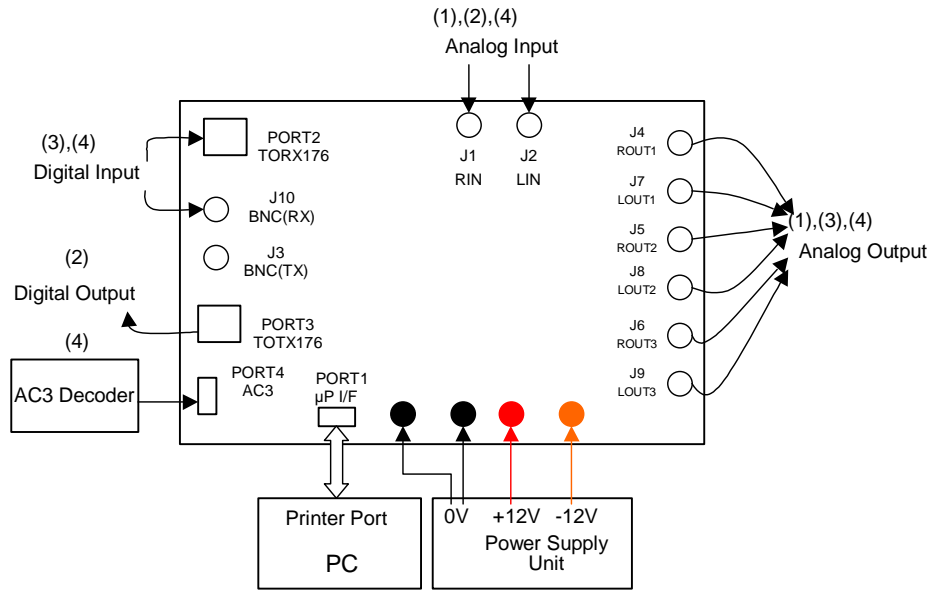 (1),(2),(4)
Analog Input
(3),(4)
Digital Input
PORT2
TORX176
J1
RIN
J2
LIN
J4
ROUT1
J10
BNC(RX)
J7
LOUT1
(1),(3),(4)
Analog Output
J3
BNC(TX)
J5
ROUT2
(2)
Digital Output
J8
LOUT2
PORT3
TOTX176
J6
ROUT3
(4)
AC3 Decoder
PORT4
AC3
PORT1
µP I/F
J9
LOUT3
Printer Port
PC
0V
+12V
-12V
Power Supply
Unit